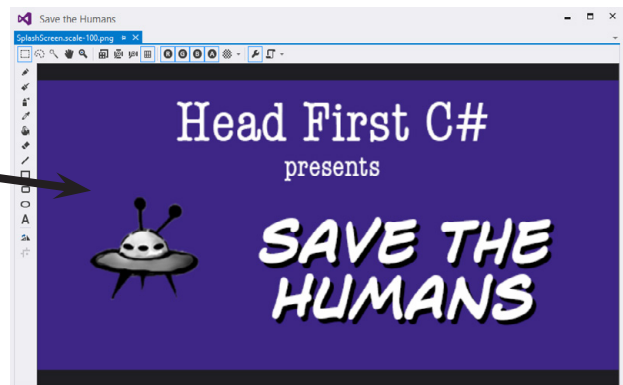 Save the Humans
SplashScreen.scale-100.png
R G B A
A
Head First C#
presents
SAVE THE
HUMANS